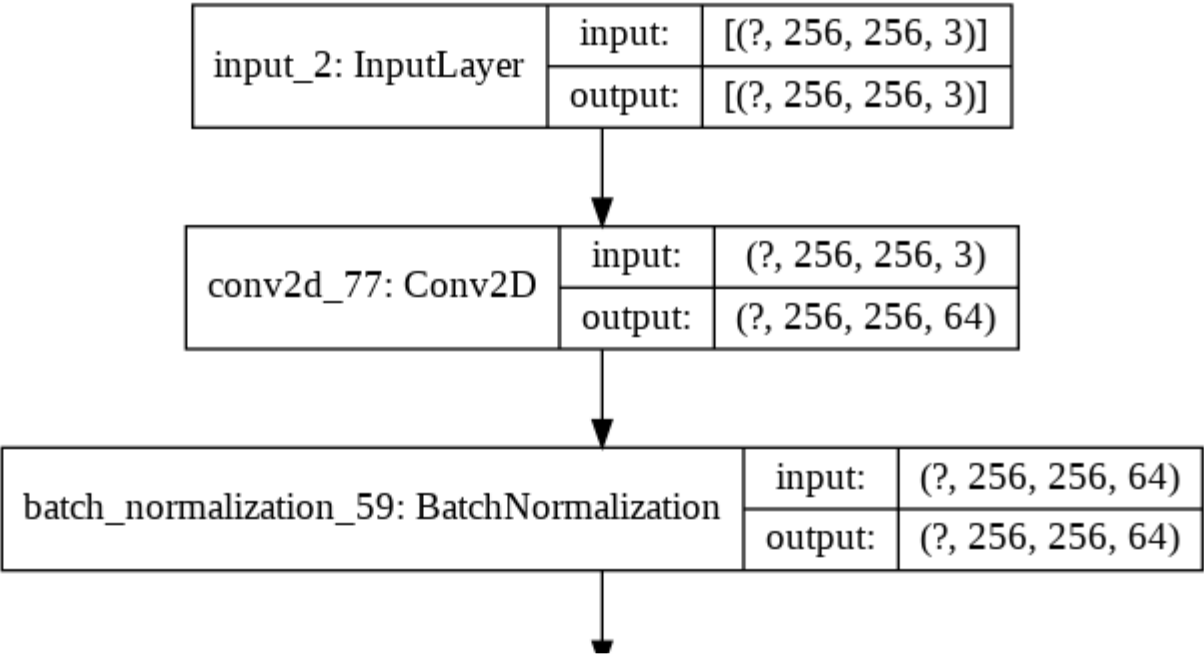 input_2: InputLayer
input: [(?, 256, 256, 3)]
output: [(?, 256, 256, 3)]
conv2d_77: Conv2D
input: (?, 256, 256, 3)
output: (?, 256, 256, 64)
batch_normalization_59: BatchNormalization
input: (?, 256, 256, 64)
output: (?, 256, 256, 64)